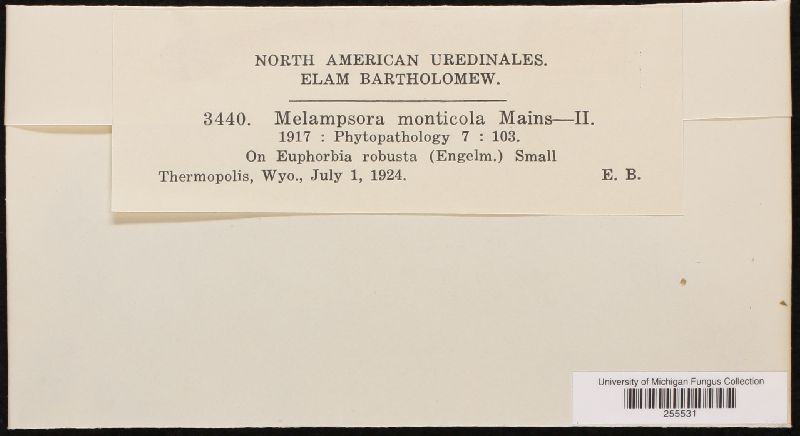 NORTH AMERICAN UREDINALES.
ELAM BARTHOLOMEW.
3440. Melampsora monticola Mains—II.
1917 : Phytopathology 7 : 103.
On Euphorbia robusta (Engelm.) Small
Thermopolis, Wyo., July 1, 1924. E. B.
University of Michigan Fungus Collection
255531